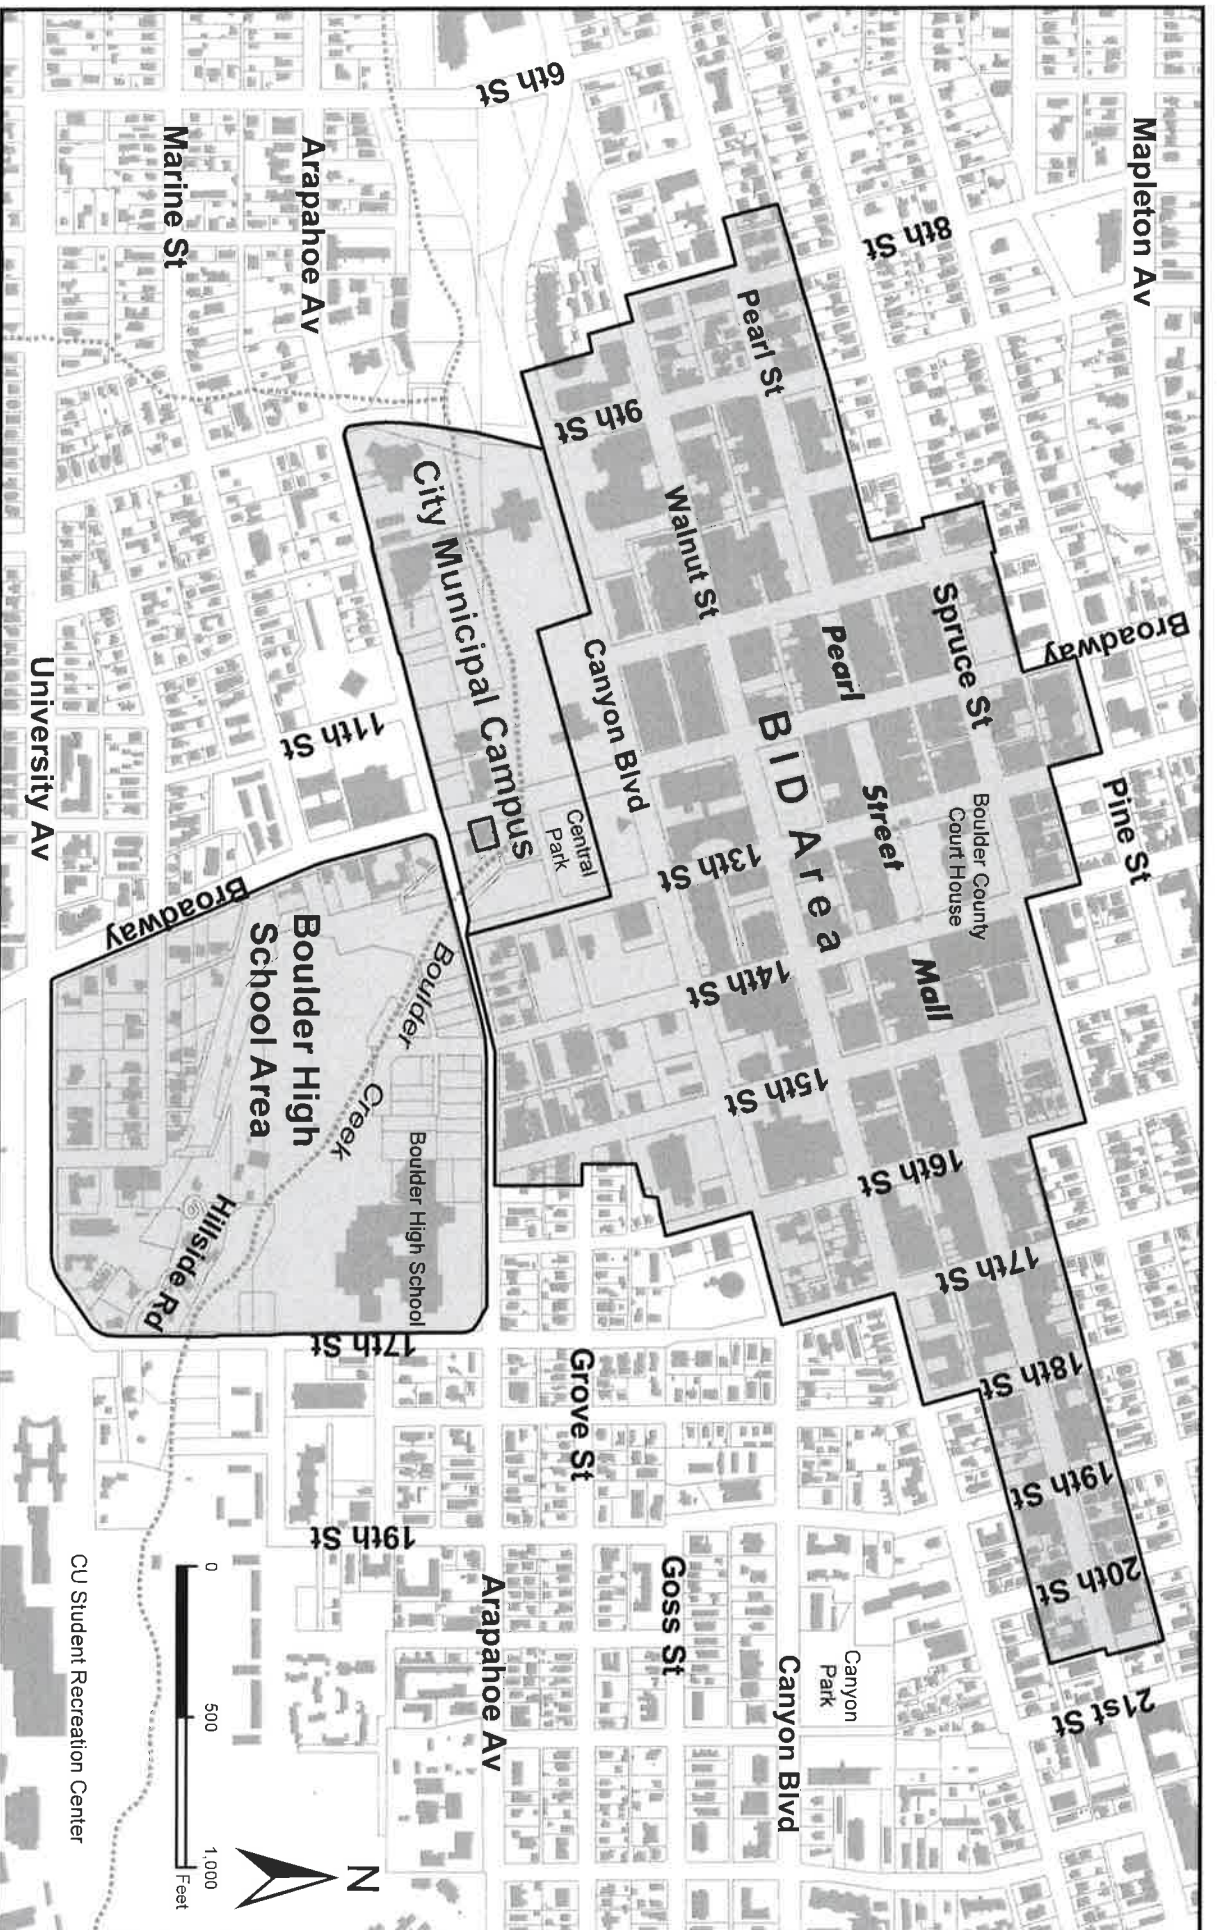 Mapleton Av
Pine St
Broadway
Spruce St
Pearl St
Pearl
Street
Mall
Walnut St
Canyon Blvd
BID Area
Boulder County
Court House
Central
Park
City Municipal Campus
Arapahoe Av
Marine St
University Av
6th St
8th St
9th St
11th St
13th St
14th St
15th St
16th St
17th St
18th St
19th St
20th St
21st St
Broadway
Boulder High
School Area
Boulder
Creek
Boulder High School
Hillside Rd
17th St
19th St
Grove St
Goss St
Arapahoe Av
Canyon Blvd
Canyon
Park
CU Student Recreation Center
0
500
1,000
Feet
N